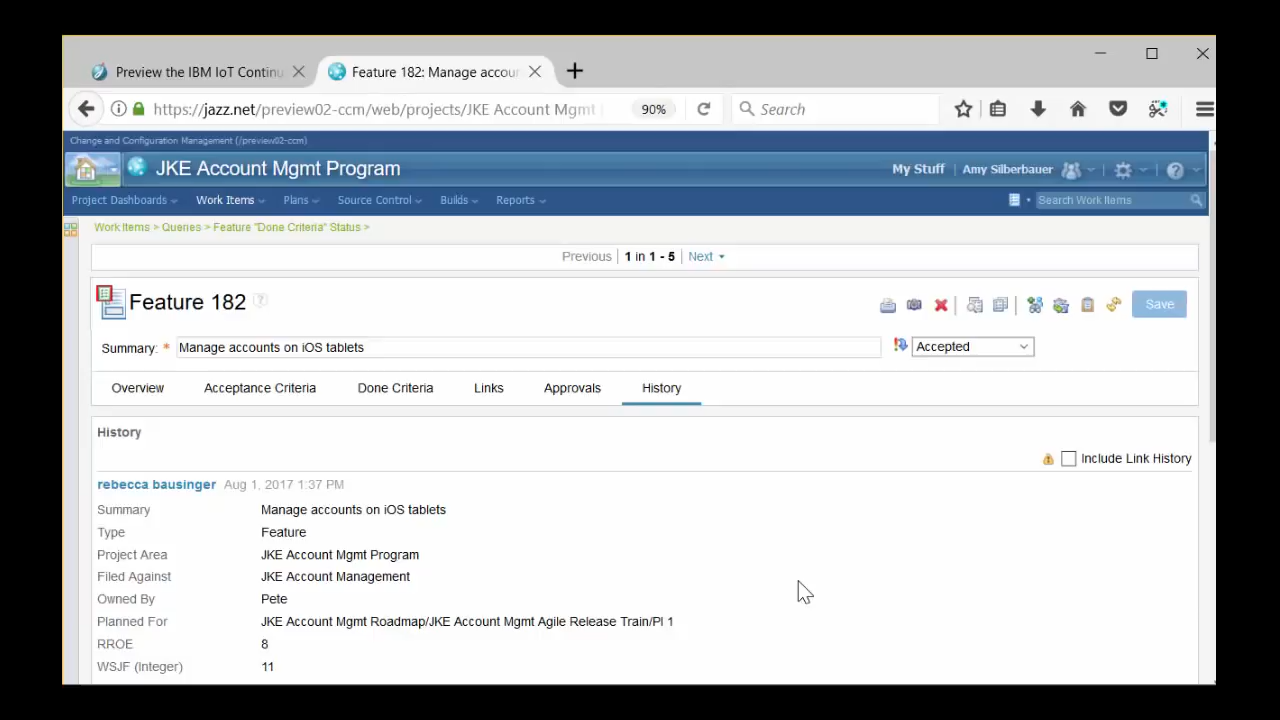 Preview the IBM IoT Continu
Feature 182: Manage accour
https://jazz.net/preview02-ccm/web/projects/JKE Account Mgmt
90%
Search
Change and Configuration Management (/preview02-ccm)
JKE Account Mgmt Program
My Stuff | Amy Silberbauer
Project Dashboards Work Items Plans Source Control Builds Reports
Search Work Items
Work Items > Queries > Feature "Done Criteria" Status >
Previous | 1 in 1 - 5 | Next
Feature 182 ?
Save
Summary: * Manage accounts on iOS tablets
Accepted
Overview Acceptance Criteria Done Criteria Links Approvals History
History
Include Link History
rebecca bausinger Aug 1, 2017 1:37 PM
Summary Manage accounts on iOS tablets
Type Feature
Project Area JKE Account Mgmt Program
Filed Against JKE Account Management
Owned By Pete
Planned For JKE Account Mgmt Roadmap/JKE Account Mgmt Agile Release Train/PI 1
RROE 8
WSJF (Integer) 11